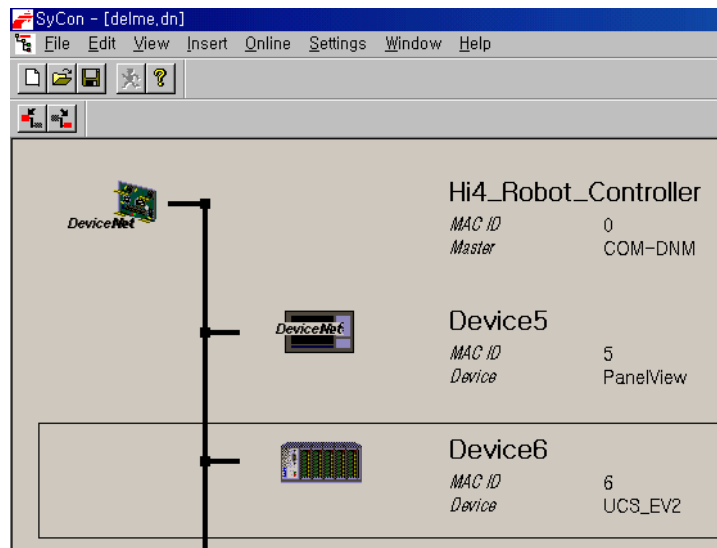 SyCon - [delme.dn]
File Edit View Insert Online Settings Window Help
Hi4_Robot_Controller
DeviceNet
MAC ID 0
Master COM-DNM
Device5
DeviceNet
MAC ID 5
Device PanelView
Device6
MAC ID 6
Device UCS_EV2